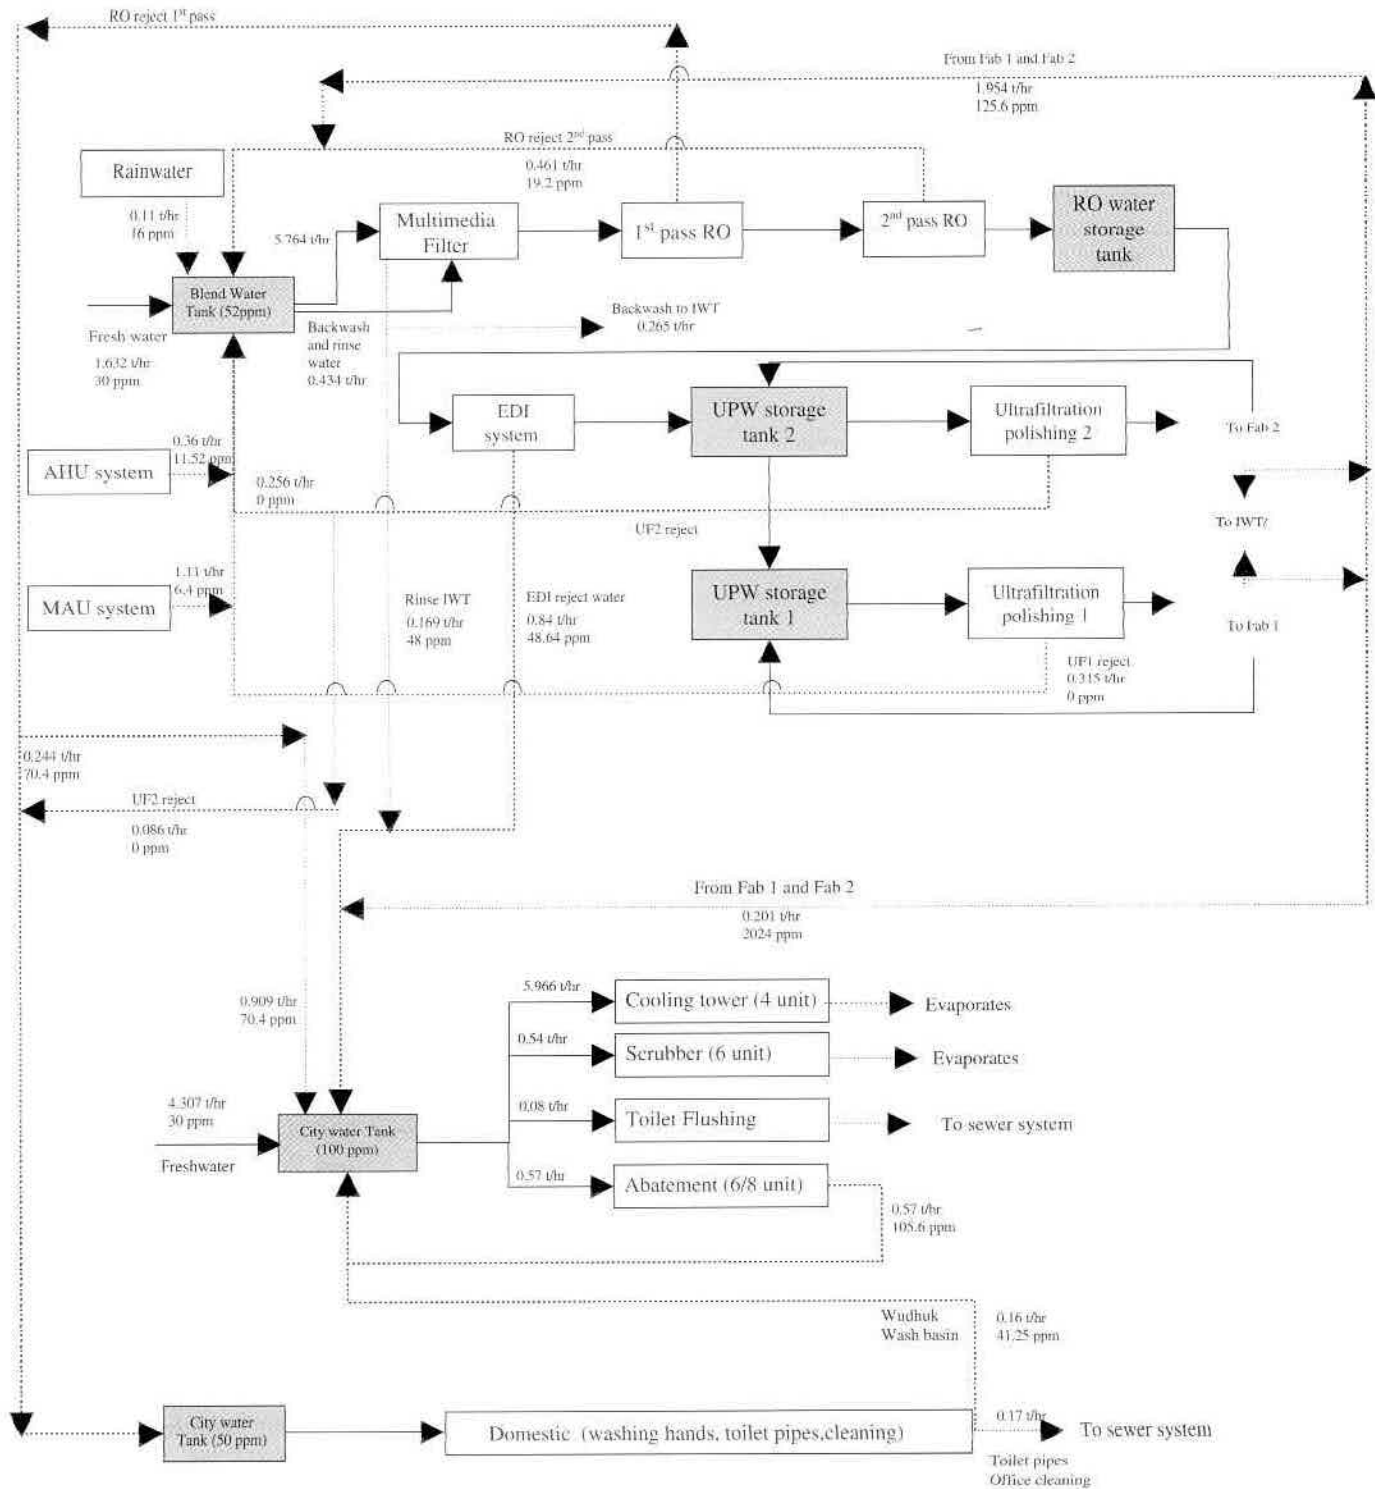 RO reject 1st pass
From Fab 1 and Fab 2
1.954 t/hr
125.6 ppm
RO reject 2nd pass
0.461 t/hr
19.2 ppm
Rainwater
0.11 t/hr
16 ppm
5.764 t/hr
Multimedia
Filter
1st pass RO
2nd pass RO
RO water
storage
tank
Blend Water
Tank (52ppm)
Fresh water
1.632 t/hr
30 ppm
Backwash
and rinse
water
0.434 t/hr
Backwash to IWT
0.265 t/hr
EDI
system
UPW storage
tank 2
Ultrafiltration
polishing 2
To Fab 2
AHU system
0.36 t/hr
11.52 ppm
0.256 t/hr
0 ppm
UF2 reject
To IWT/
MAU system
1.11 t/hr
6.4 ppm
Rinse IWT
0.169 t/hr
48 ppm
EDI reject water
0.84 t/hr
48.64 ppm
UPW storage
tank 1
Ultrafiltration
polishing 1
To Fab 1
UF1 reject
0.315 t/hr
0 ppm
0.244 t/hr
70.4 ppm
UF2 reject
0.086 t/hr
0 ppm
From Fab 1 and Fab 2
0.201 t/hr
2024 ppm
0.909 t/hr
70.4 ppm
5.966 t/hr
Cooling tower (4 unit)
Evaporates
0.54 t/hr
Scrubber (6 unit)
Evaporates
0.08 t/hr
Toilet Flushing
To sewer system
4.307 t/hr
30 ppm
Freshwater
City water Tank
(100 ppm)
0.57 t/hr
Abatement (6/8 unit)
0.57 t/hr
105.6 ppm
Wudhuk
Wash basin
0.16 t/hr
41.25 ppm
City water
Tank (50 ppm)
Domestic (washing hands, toilet pipes,cleaning)
0.17 t/hr
To sewer system
Toilet pipes
Office cleaning